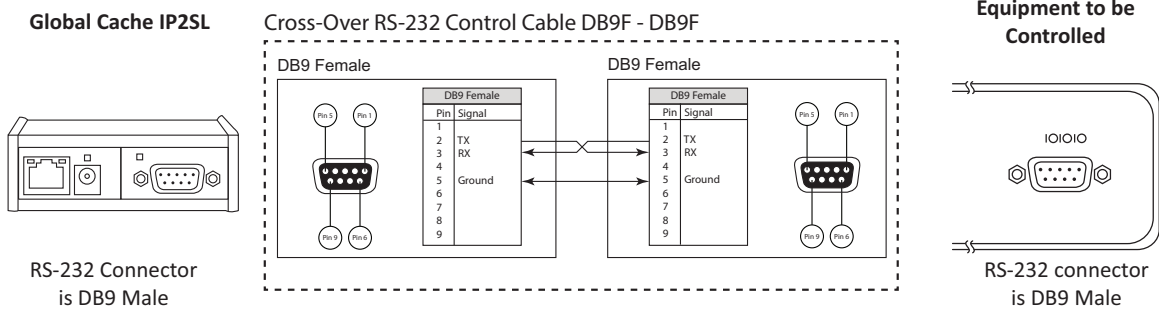 Global Cache IP2SL
Cross-Over RS-232 Control Cable DB9F - DB9F
Equipment to be
Controlled
DB9 Female
DB9 Female
Pin 5
Pin 1
DB9 Female
Pin Signal
1
2 TX
3 RX
4
5 Ground
6
7
8
9
Pin 9
Pin 6
DB9 Female
Pin Signal
1
2 TX
3 RX
4
5 Ground
6
7
8
9
Pin 5
Pin 1
Pin 9
Pin 6
IOIOIO
RS-232 Connector
is DB9 Male
RS-232 connector
is DB9 Male